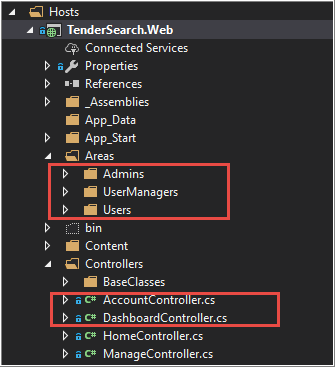 Hosts
TenderSearch.Web
Connected Services
Properties
References
_Assemblies
App_Data
App_Start
Areas
Admins
UserManagers
Users
bin
Content
Controllers
BaseClasses
C# AccountController.cs
C# DashboardController.cs
C# HomeController.cs
C# ManageController.cs